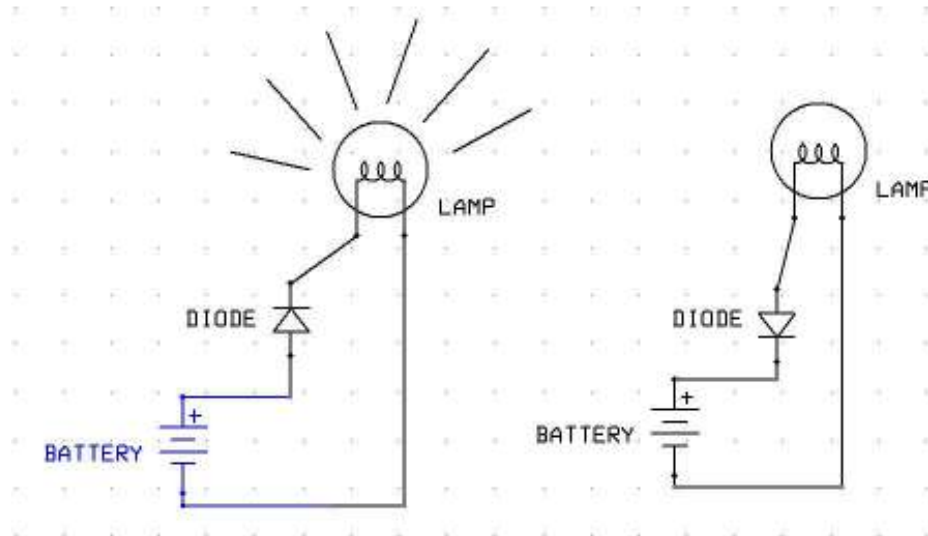 LAMP
DIODE
+
BATTERY
LAMP
DIODE
+
BATTERY